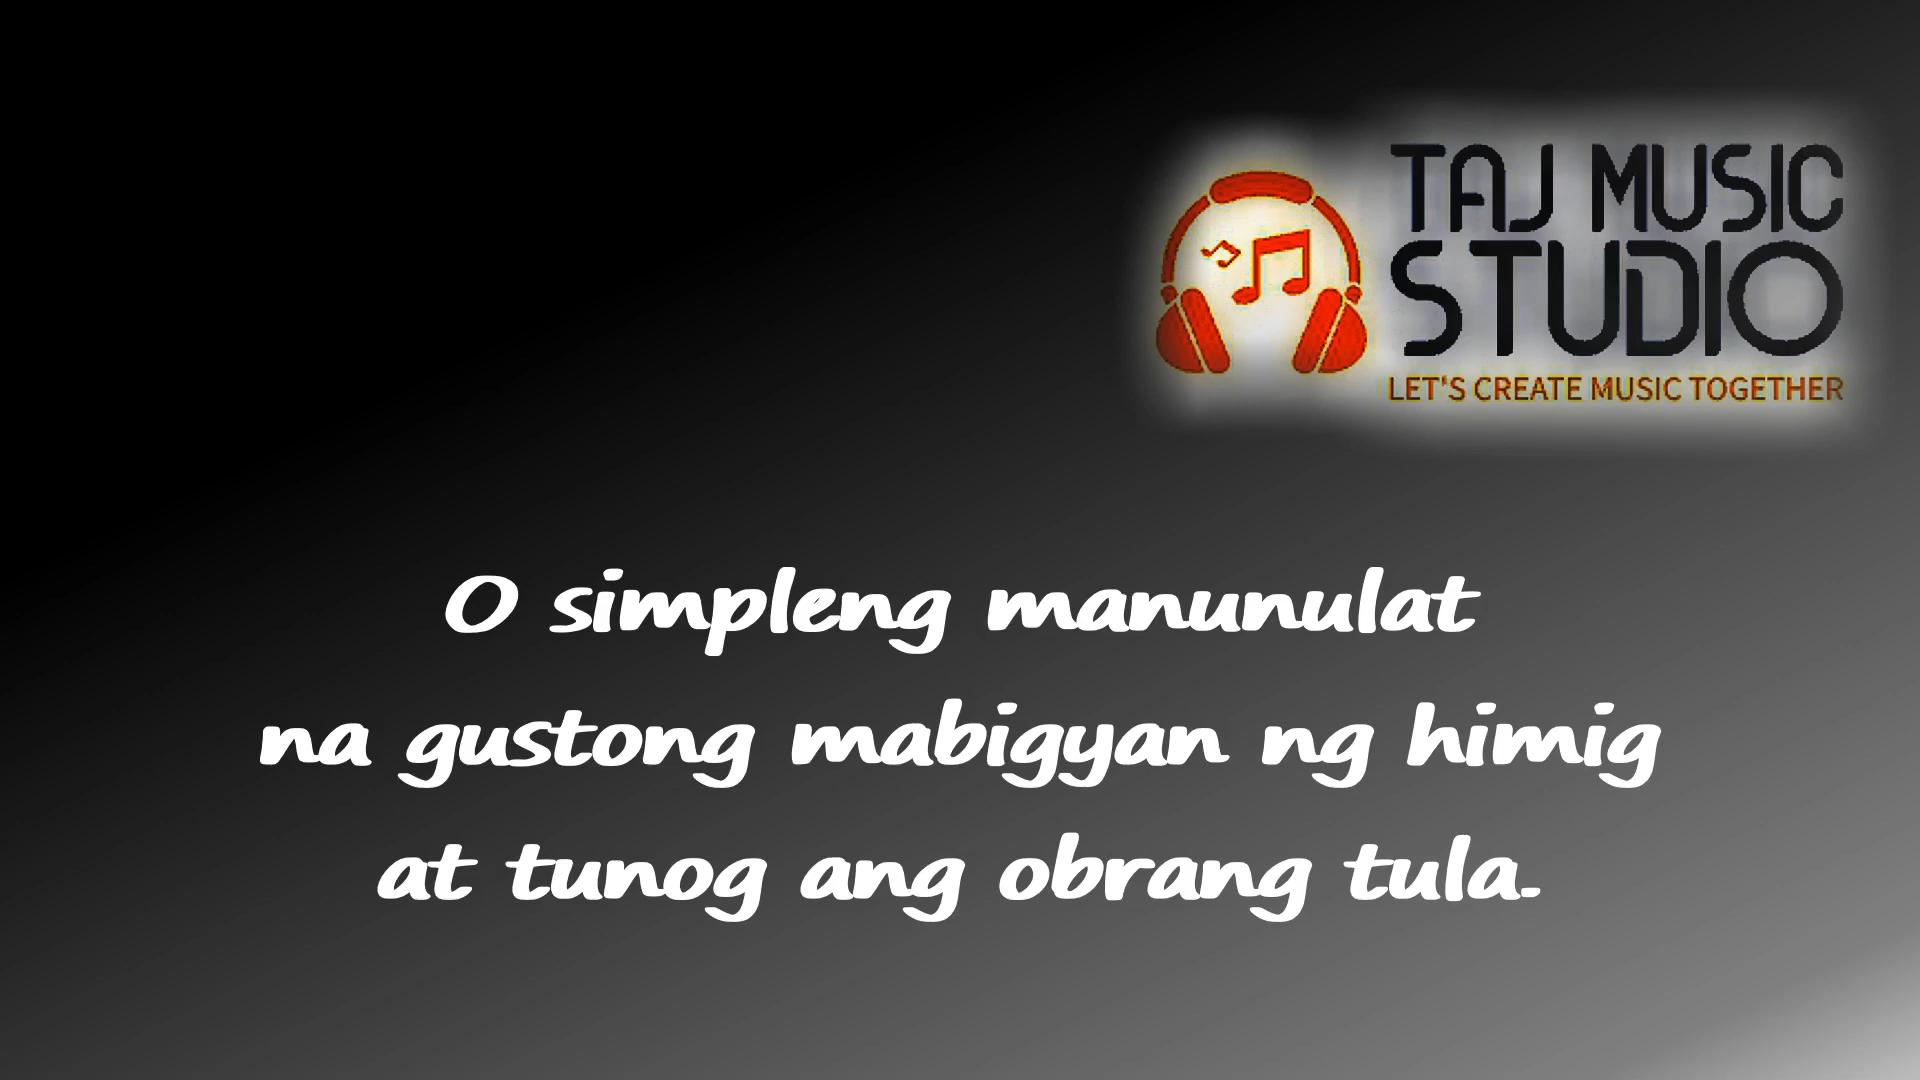 TAJ MUSIC
STUDIO
LET'S CREATE MUSIC TOGETHER
O simpleng manunulat
na gustong mabigyan ng himig
at tunog ang obrang tula.